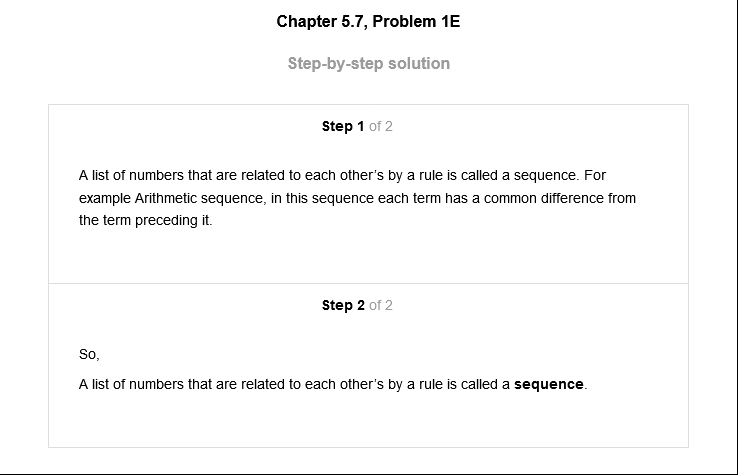 Chapter 5.7, Problem 1E
Step-by-step solution
Step 1 of 2
A list of numbers that are related to each other’s by a rule is called a sequence. For
example Arithmetic sequence, in this sequence each term has a common difference from
the term preceding it.
Step 2 of 2
So,
A list of numbers that are related to each other’s by a rule is called a sequence.